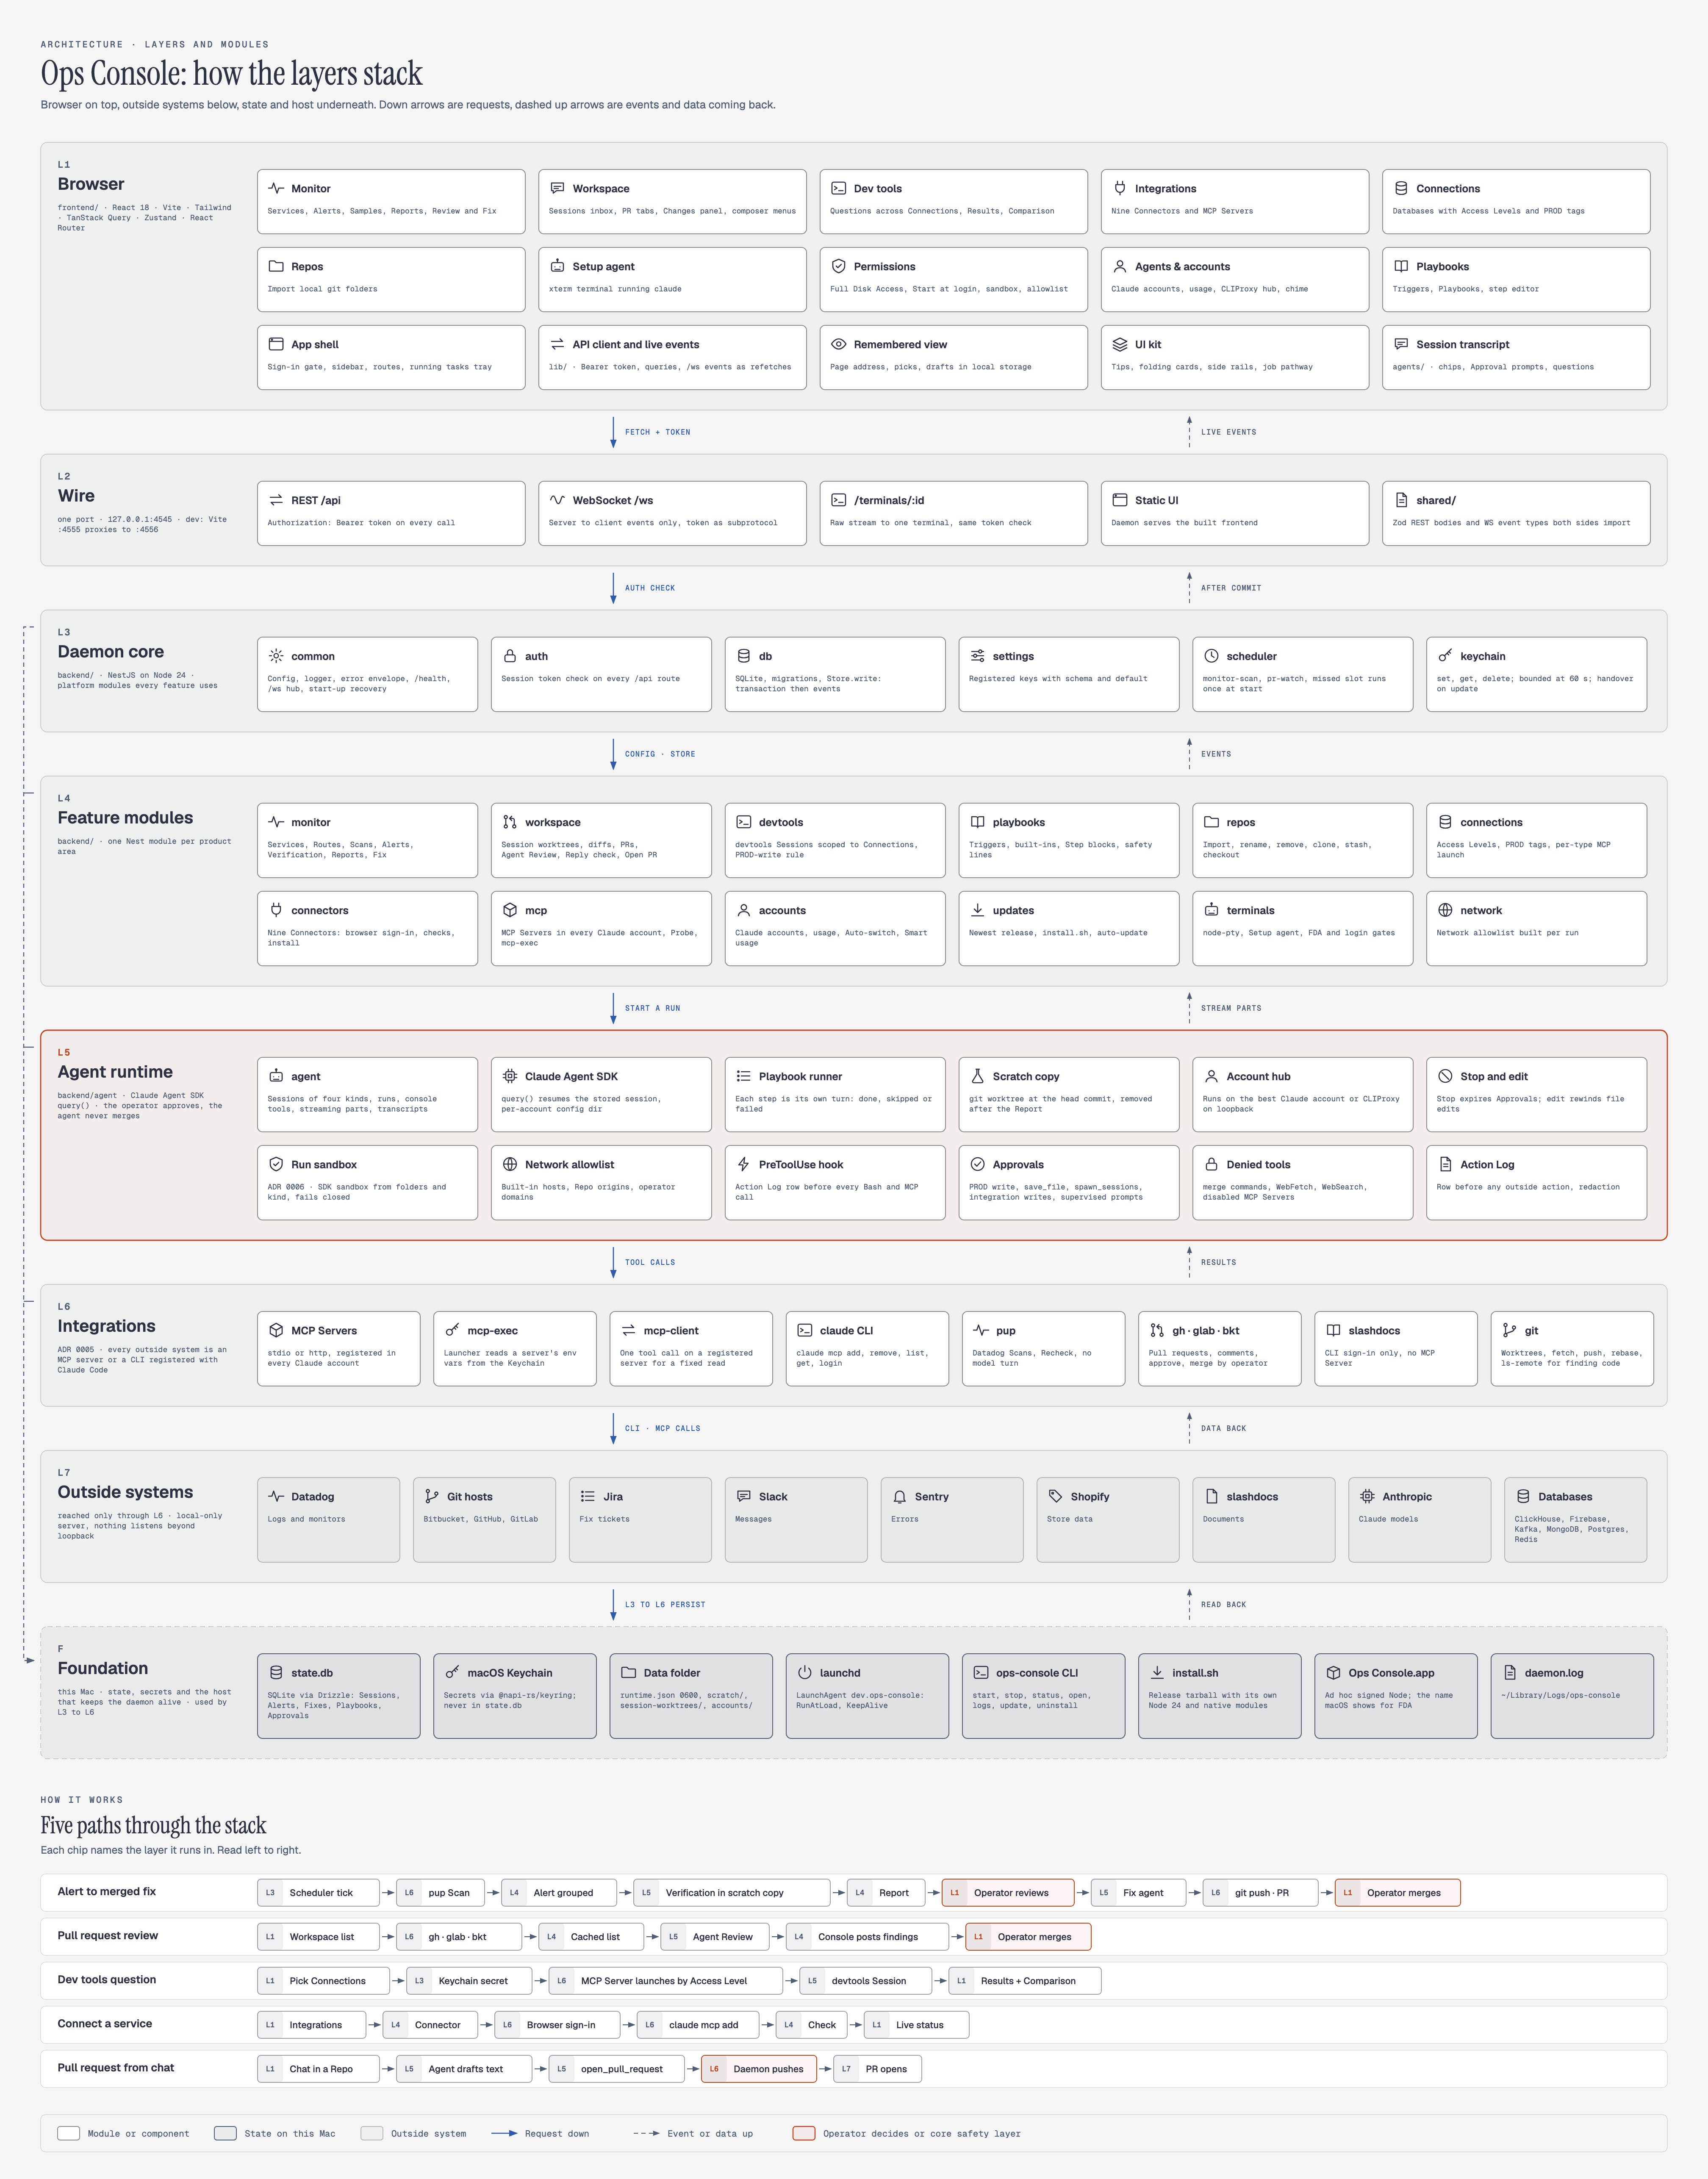 ARCHITECTURE · LAYERS AND MODULES
Ops Console: how the layers stack
Browser on top, outside systems below, state and host underneath. Down arrows are requests, dashed up arrows are events and data coming back.
L1
Browser
frontend/ · React 18 · Vite · Tailwind
· TanStack Query · Zustand · React
Router
Monitor
Services, Alerts, Samples, Reports, Review and Fix
Workspace
Sessions inbox, PR tabs, Changes panel, composer menus
Dev tools
Questions across Connections, Results, Comparison
Integrations
Nine Connectors and MCP Servers
Connections
Databases with Access Levels and PROD tags
Repos
Import local git folders
Setup agent
xterm terminal running claude
Permissions
Full Disk Access, Start at login, sandbox, allowlist
Agents & accounts
Claude accounts, usage, CLIProxy hub, chime
Playbooks
Triggers, Playbooks, step editor
App shell
Sign-in gate, sidebar, routes, running tasks tray
API client and live events
lib/ · Bearer token, queries, /ws events as refetches
Remembered view
Page address, picks, drafts in local storage
UI kit
Tips, folding cards, side rails, job pathway
Session transcript
agents/ · chips, Approval prompts, questions
FETCH + TOKEN
LIVE EVENTS
L2
Wire
one port · 127.0.0.1:4545 · dev: Vite
:4555 proxies to :4556
REST /api
Authorization: Bearer token on every call
WebSocket /ws
Server to client events only, token as subprotocol
/terminals/:id
Raw stream to one terminal, same token check
Static UI
Daemon serves the built frontend
shared/
Zod REST bodies and WS event types both sides import
AUTH CHECK
AFTER COMMIT
L3
Daemon core
backend/ · NestJS on Node 24 ·
platform modules every feature uses
common
Config, logger, error envelope, /health,
/ws hub, start-up recovery
auth
Session token check on every /api route
db
SQLite, migrations, Store.write:
transaction then events
settings
Registered keys with schema and default
scheduler
monitor-scan, pr-watch, missed slot runs
once at start
keychain
set, get, delete; bounded at 60 s; handover
on update
CONFIG · STORE
EVENTS
L4
Feature modules
backend/ · one Nest module per product
area
monitor
Services, Routes, Scans, Alerts,
Verification, Reports, Fix
workspace
Session worktrees, diffs, PRs,
Agent Review, Reply check, Open PR
devtools
devtools Sessions scoped to Connections,
PROD-write rule
playbooks
Triggers, built-ins, Step blocks, safety
lines
repos
Import, rename, remove, clone, stash,
checkout
connections
Access Levels, PROD tags, per-type MCP
launch
connectors
Nine Connectors: browser sign-in, checks,
install
mcp
MCP Servers in every Claude account, Probe,
mcp-exec
accounts
Claude accounts, usage, Auto-switch, Smart
usage
updates
Newest release, install.sh, auto-update
terminals
node-pty, Setup agent, FDA and login gates
network
Network allowlist built per run
START A RUN
STREAM PARTS
L5
Agent runtime
backend/agent · Claude Agent SDK
query() · the operator approves, the
agent never merges
agent
Sessions of four kinds, runs, console
tools, streaming parts, transcripts
Claude Agent SDK
query() resumes the stored session,
per-account config dir
Playbook runner
Each step is its own turn: done, skipped or
failed
Scratch copy
git worktree at the head commit, removed
after the Report
Account hub
Runs on the best Claude account or CLIProxy
on loopback
Stop and edit
Stop expires Approvals; edit rewinds file
edits
Run sandbox
ADR 0006 · SDK sandbox from folders and
kind, fails closed
Network allowlist
Built-in hosts, Repo origins, operator
domains
PreToolUse hook
Action Log row before every Bash and MCP
call
Approvals
PROD write, save_file, spawn_sessions,
integration writes, supervised prompts
Denied tools
merge commands, WebFetch, WebSearch,
disabled MCP Servers
Action Log
Row before any outside action, redaction
TOOL CALLS
RESULTS
L6
Integrations
ADR 0005 · every outside system is an
MCP server or a CLI registered with
Claude Code
MCP Servers
stdio or http, registered in
every Claude account
mcp-exec
Launcher reads a server's env
vars from the Keychain
mcp-client
One tool call on a registered
server for a fixed read
claude CLI
claude mcp add, remove, list,
get, login
pup
Datadog Scans, Recheck, no
model turn
gh · glab · bkt
Pull requests, comments,
approve, merge by operator
slashdocs
CLI sign-in only, no MCP
Server
git
Worktrees, fetch, push, rebase,
ls-remote for finding code
CLI · MCP CALLS
DATA BACK
L7
Outside systems
reached only through L6 · local-only
server, nothing listens beyond
loopback
Datadog
Logs and monitors
Git hosts
Bitbucket, GitHub, GitLab
Jira
Fix tickets
Slack
Messages
Sentry
Errors
Shopify
Store data
slashdocs
Documents
Anthropic
Claude models
Databases
ClickHouse, Firebase,
Kafka, MongoDB, Postgres,
Redis
L3 TO L6 PERSIST
READ BACK
F
Foundation
this Mac · state, secrets and the host
that keeps the daemon alive · used by
L3 to L6
state.db
SQLite via Drizzle: Sessions,
Alerts, Fixes, Playbooks,
Approvals
macOS Keychain
Secrets via @napi-rs/keyring;
never in state.db
Data folder
runtime.json 0600, scratch/,
session-worktrees/, accounts/
launchd
LaunchAgent dev.ops-console:
RunAtLoad, KeepAlive
ops-console CLI
start, stop, status, open,
logs, update, uninstall
install.sh
Release tarball with its own
Node 24 and native modules
Ops Console.app
Ad hoc signed Node; the name
macOS shows for FDA
daemon.log
~/Library/Logs/ops-console
HOW IT WORKS
Five paths through the stack
Each chip names the layer it runs in. Read left to right.
Alert to merged fix
L3 Scheduler tick
L6 pup Scan
L4 Alert grouped
L5 Verification in scratch copy
L4 Report
L1 Operator reviews
L5 Fix agent
L6 git push · PR
L1 Operator merges
Pull request review
L1 Workspace list
L6 gh · glab · bkt
L4 Cached list
L5 Agent Review
L4 Console posts findings
L1 Operator merges
Dev tools question
L1 Pick Connections
L3 Keychain secret
L6 MCP Server launches by Access Level
L5 devtools Session
L1 Results + Comparison
Connect a service
L1 Integrations
L4 Connector
L6 Browser sign-in
L6 claude mcp add
L4 Check
L1 Live status
Pull request from chat
L1 Chat in a Repo
L5 Agent drafts text
L5 open_pull_request
L6 Daemon pushes
L7 PR opens
Module or component
State on this Mac
Outside system
Request down
Event or data up
Operator decides or core safety layer